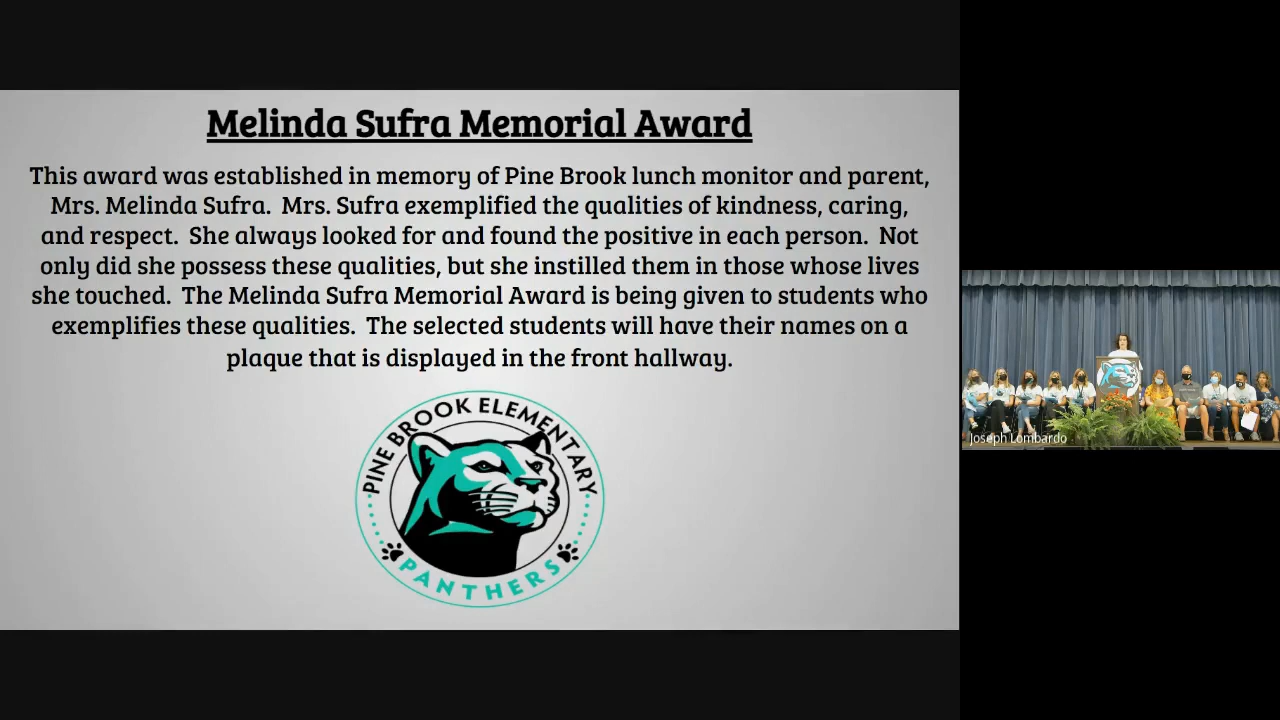 Melinda Sufra Memorial Award
This award was established in memory of Pine Brook lunch monitor and parent,
Mrs. Melinda Sufra.  Mrs. Sufra exemplified the qualities of kindness, caring,
and respect.  She always looked for and found the positive in each person.  Not
only did she possess these qualities, but she instilled them in those whose lives
she touched.  The Melinda Sufra Memorial Award is being given to students who
exemplifies these qualities.  The selected students will have their names on a
plaque that is displayed in the front hallway.
PINE BROOK ELEMENTARY
PANTHERS
Joseph Lombardo